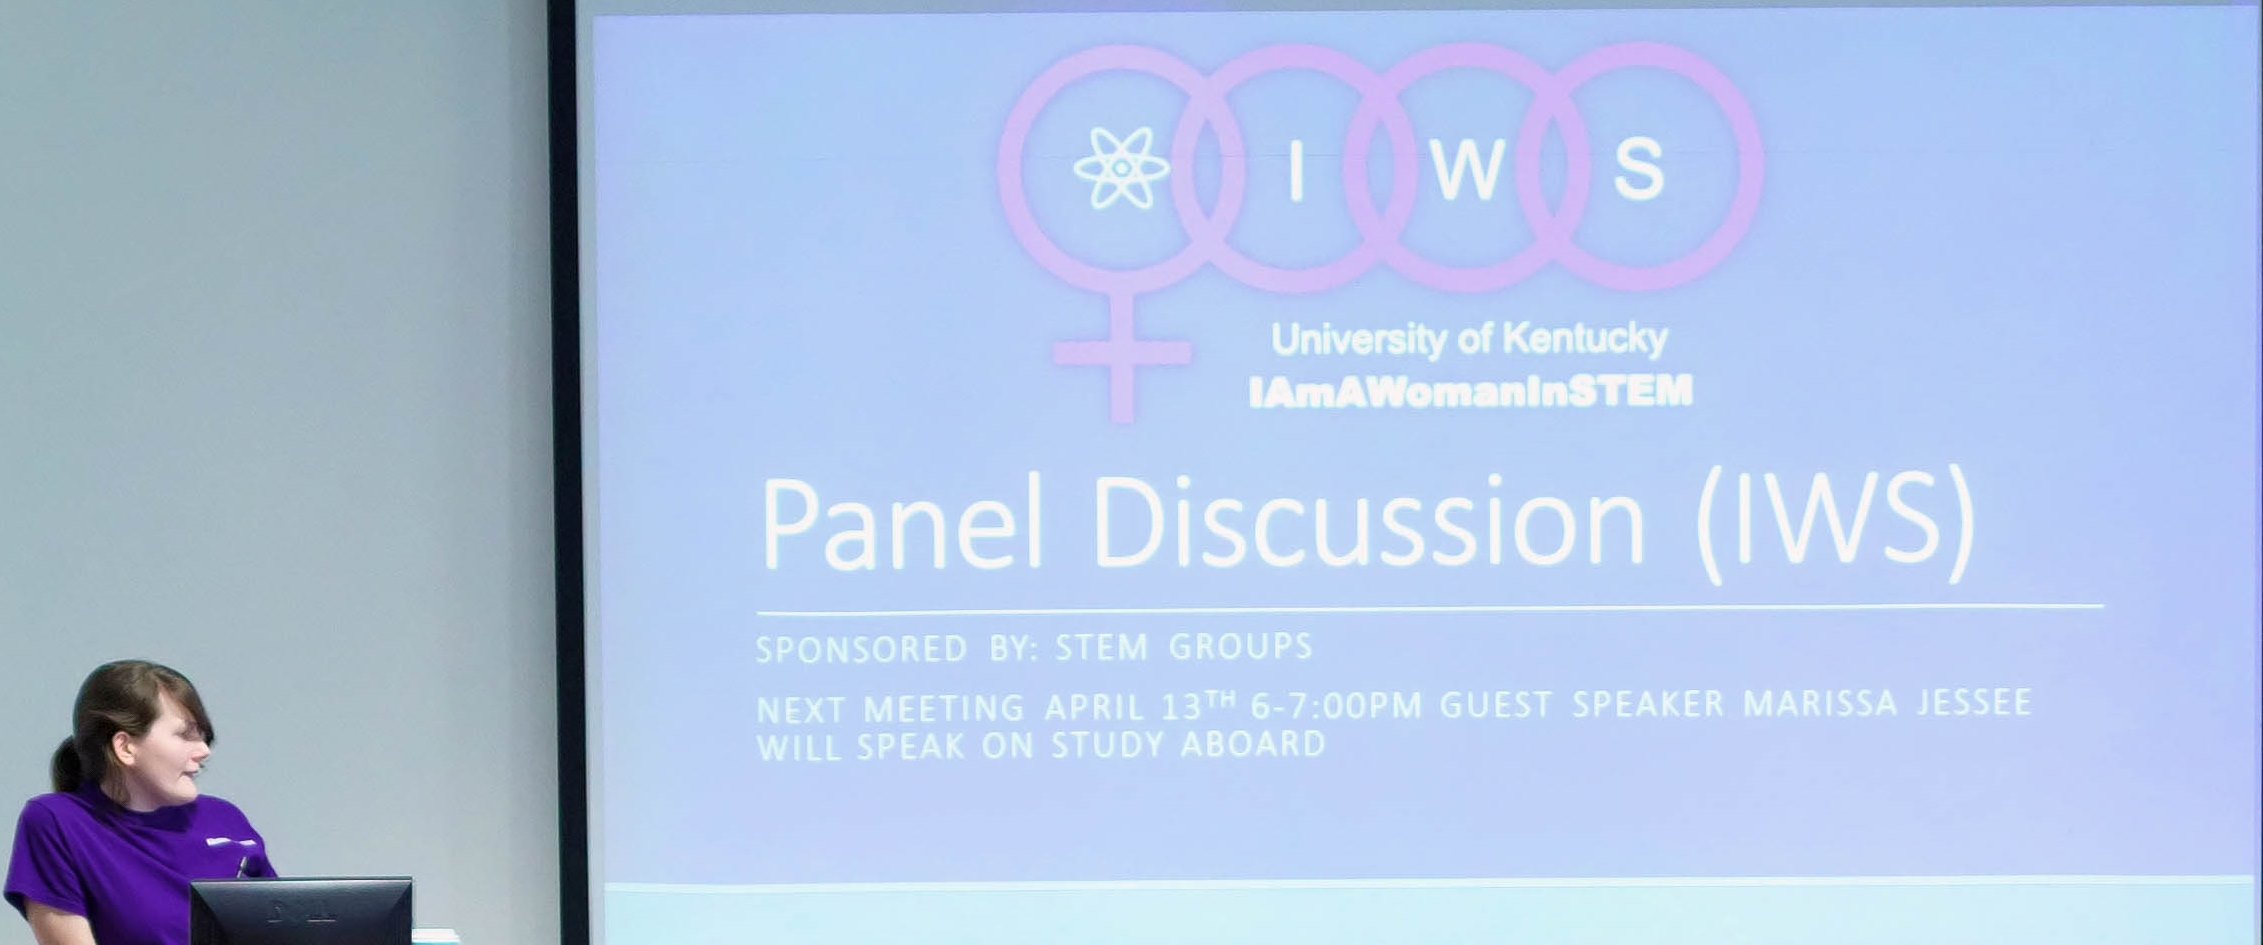 I W S
University of Kentucky
IAmAWomanInSTEM
Panel Discussion (IWS)
SPONSORED BY: STEM GROUPS
NEXT MEETING APRIL 13TH 6-7:00PM GUEST SPEAKER MARISSA JESSEE
WILL SPEAK ON STUDY ABOARD
DELL